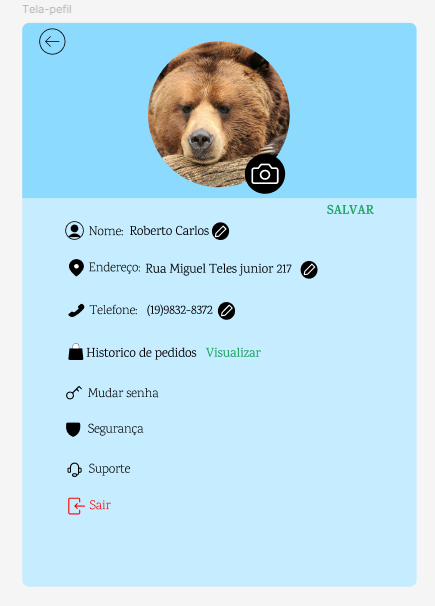 Tela-pefil
SALVAR
Nome: Roberto Carlos
Endereço: Rua Miguel Teles junior 217
Telefone: (19)9832-8372
Historico de pedidos Visualizar
Mudar senha
Segurança
Suporte
Sair